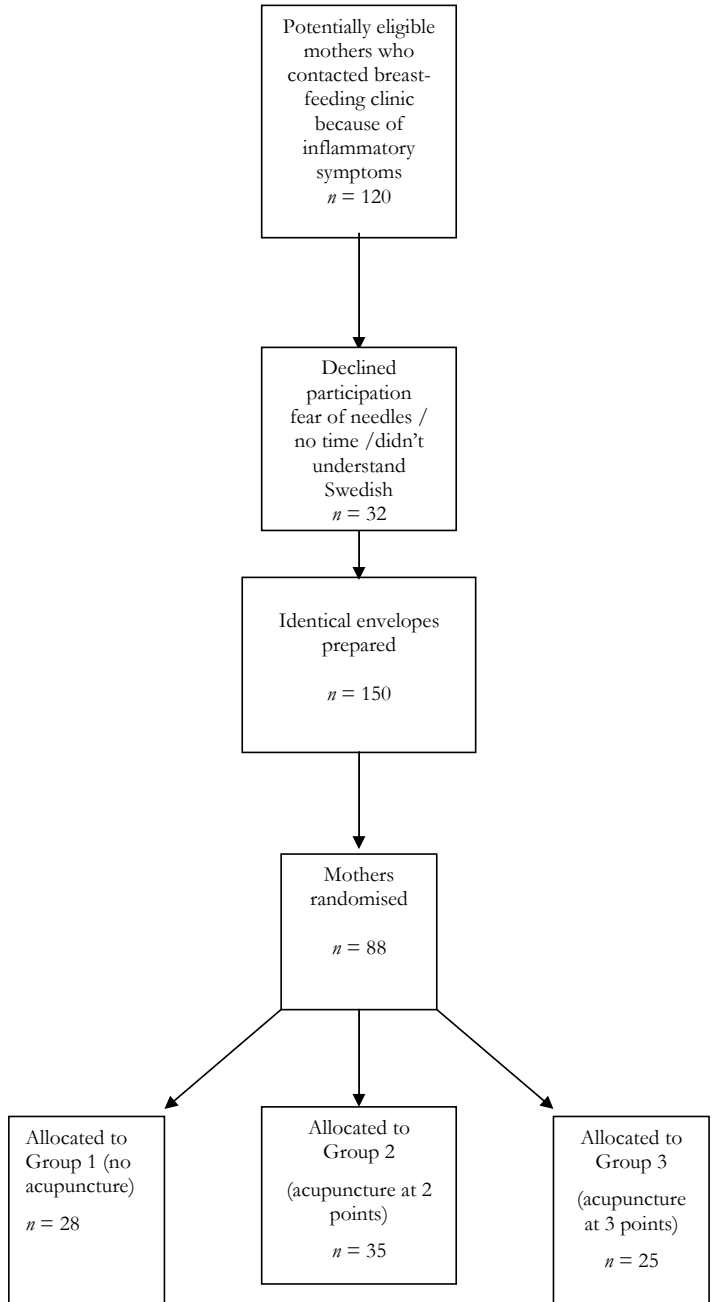 Potentially eligible
mothers who
contacted breast-
feeding clinic
because of
inflammatory
symptoms
n = 120
Declined
participation
fear of needles /
no time /didn't
understand
Swedish
n = 32
Identical envelopes
prepared
n = 150
Mothers
randomised
n = 88
Allocated to
Group 1 (no
acupuncture)
n = 28
Allocated to
Group 2
(acupuncture at 2
points)
n = 35
Allocated to
Group 3
(acupuncture
at 3 points)
n = 25